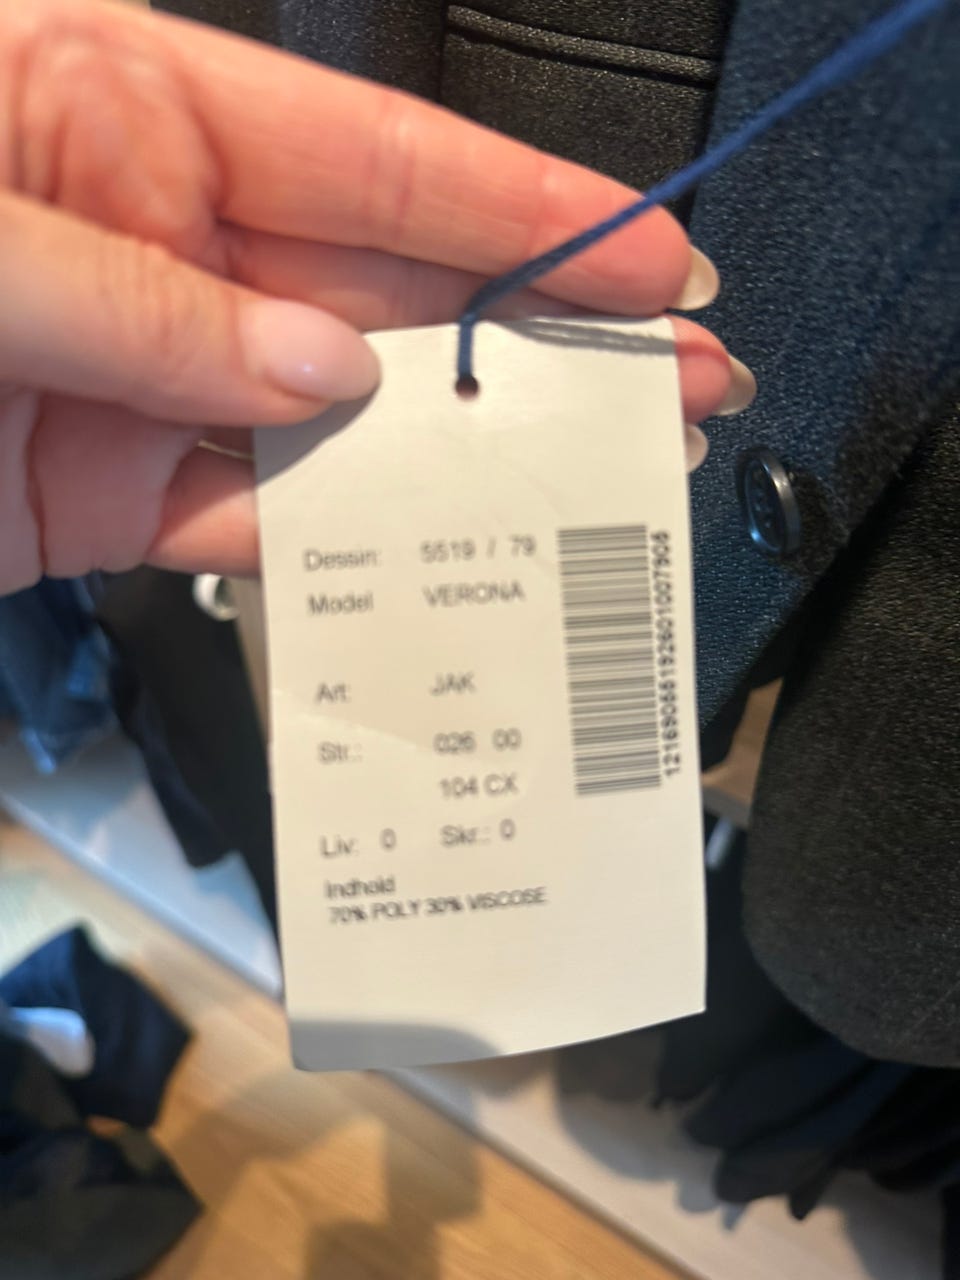 Dessin: 5519 / 79
Model VERONA
Art: JAK
Str.: 026 00
104 CX
Liv: 0 Skr.: 0
Indhold
70% POLY 30% VISCOSE